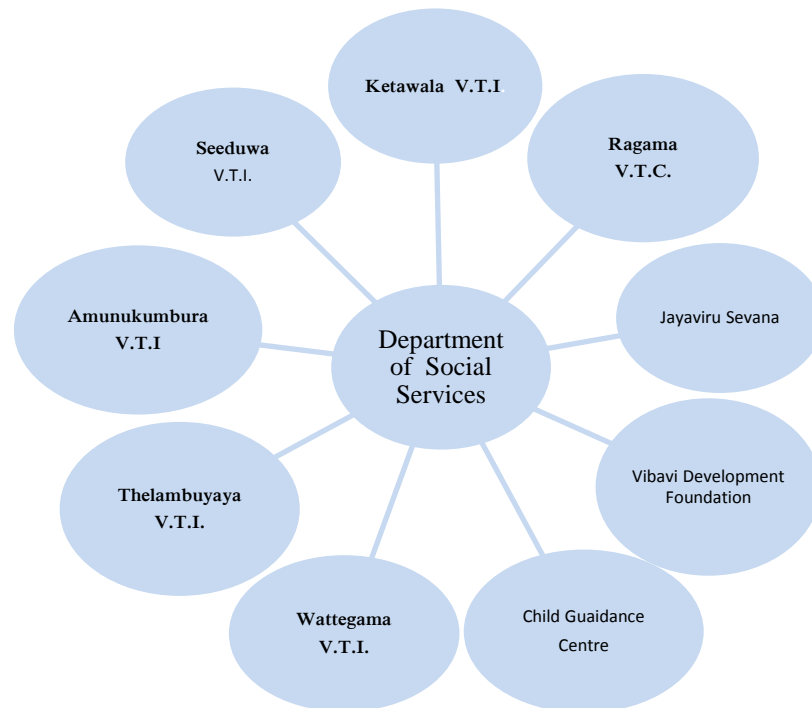 Ketawala V.T.I
Ragama
V.T.C.
Jayaviru Sevana
Vibavi Development
Foundation
Child Guaidance
Centre
Wattegama
V.T.I.
Thelambuyaya
V.T.I.
Amunukumbura
V.T.I
Seeduwa
V.T.I.
Department
of Social
Services